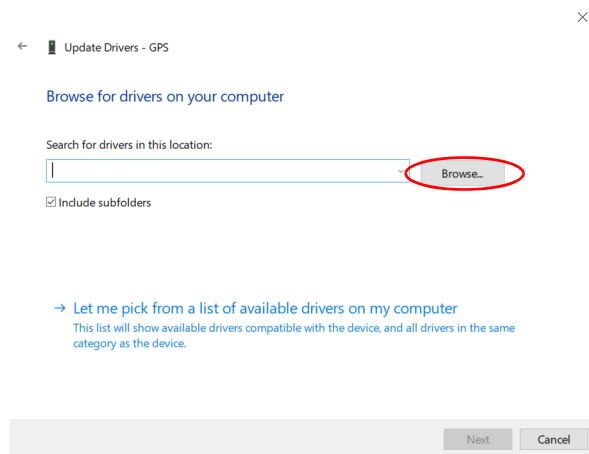 Update Drivers - GPS
Browse for drivers on your computer
Search for drivers in this location:
Browse...
Include subfolders
Let me pick from a list of available drivers on my computer
This list will show available drivers compatible with the device, and all drivers in the same
category as the device.
Next Cancel